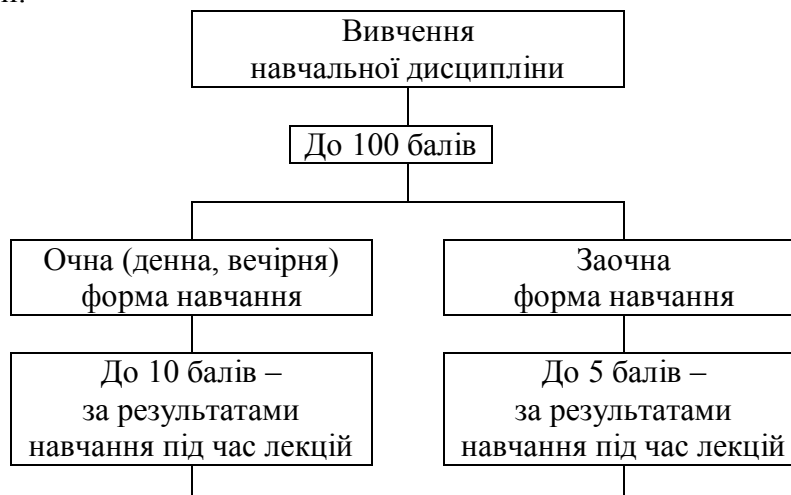 Вивчення
навчальної дисципліни
До 100 балів
Очна (денна, вечірня)
форма навчання
Заочна
форма навчання
До 10 балів –
за результатами
навчання під час лекцій
До 5 балів –
за результатами
навчання під час лекцій